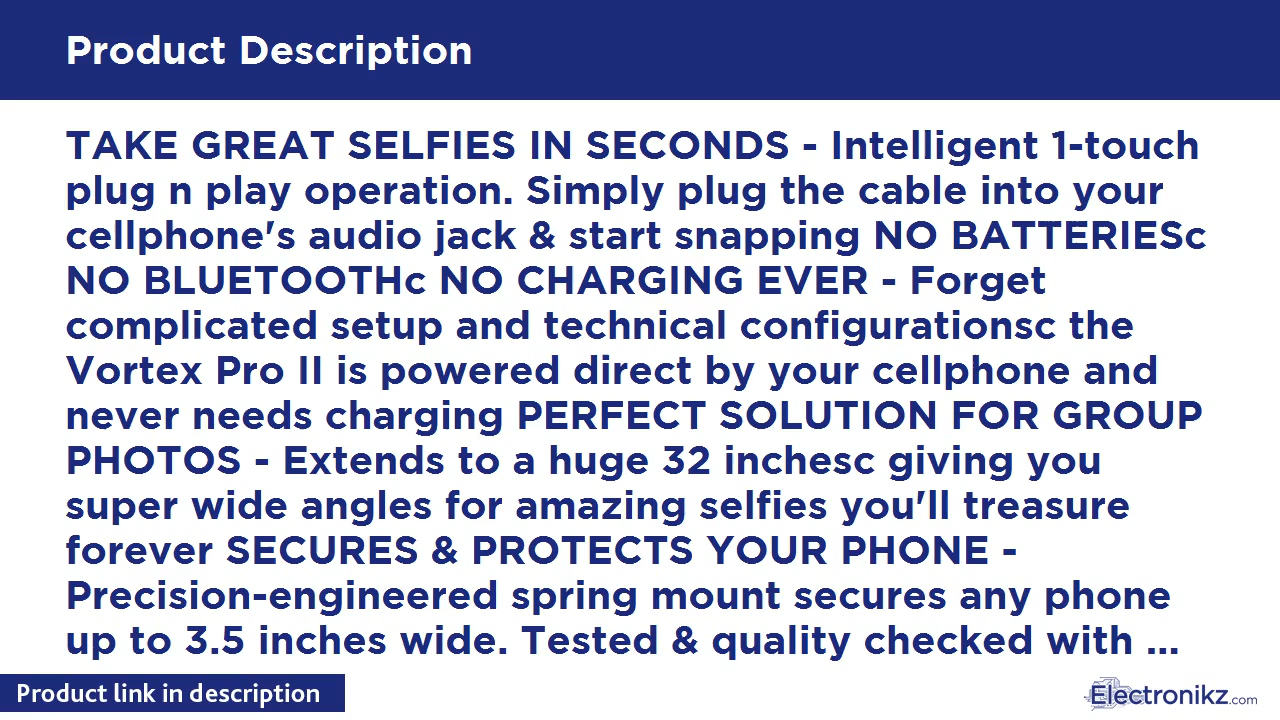 Product Description
TAKE GREAT SELFIES IN SECONDS - Intelligent 1-touch
plug n play operation. Simply plug the cable into your
cellphone's audio jack & start snapping NO BATTERIESc
NO BLUETOOTHc NO CHARGING EVER - Forget
complicated setup and technical configurationsc the
Vortex Pro II is powered direct by your cellphone and
never needs charging PERFECT SOLUTION FOR GROUP
PHOTOS - Extends to a huge 32 inchesc giving you
super wide angles for amazing selfies you'll treasure
forever SECURES & PROTECTS YOUR PHONE -
Precision-engineered spring mount secures any phone
up to 3.5 inches wide. Tested & quality checked with ...
Product link in description
Electronikz.com